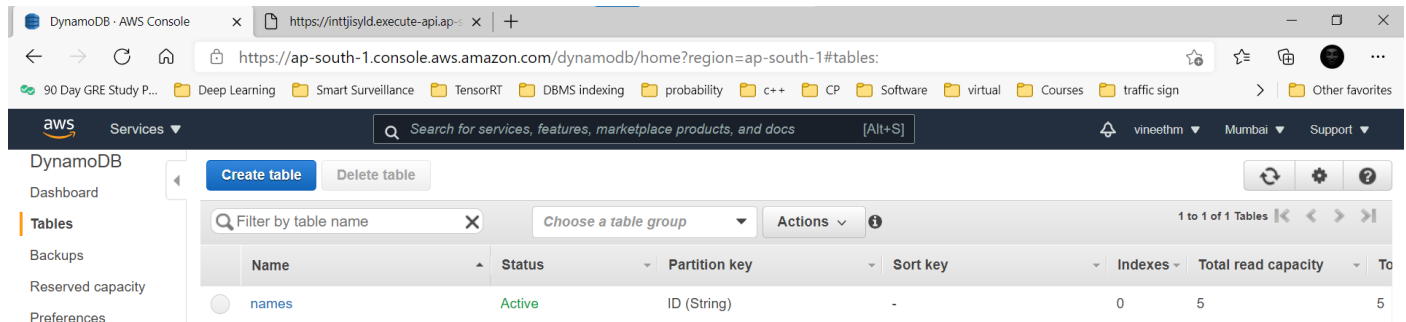 DynamoDB · AWS Console
https://inttjisyld.execute-api.ap-s
https://ap-south-1.console.aws.amazon.com/dynamodb/home?region=ap-south-1#tables:
90 Day GRE Study P... Deep Learning Smart Surveillance TensorRT DBMS indexing probability c++ CP Software virtual Courses traffic sign Other favorites
aws Services Search for services, features, marketplace products, and docs [Alt+S] vineethm Mumbai Support
DynamoDB
Create table Delete table
Dashboard
Tables
Filter by table name Choose a table group Actions 1 to 1 of 1 Tables
Backups
Name Status Partition key Sort key Indexes Total read capacity To
Reserved capacity
names Active ID (String) - 0 5 5
Preferences